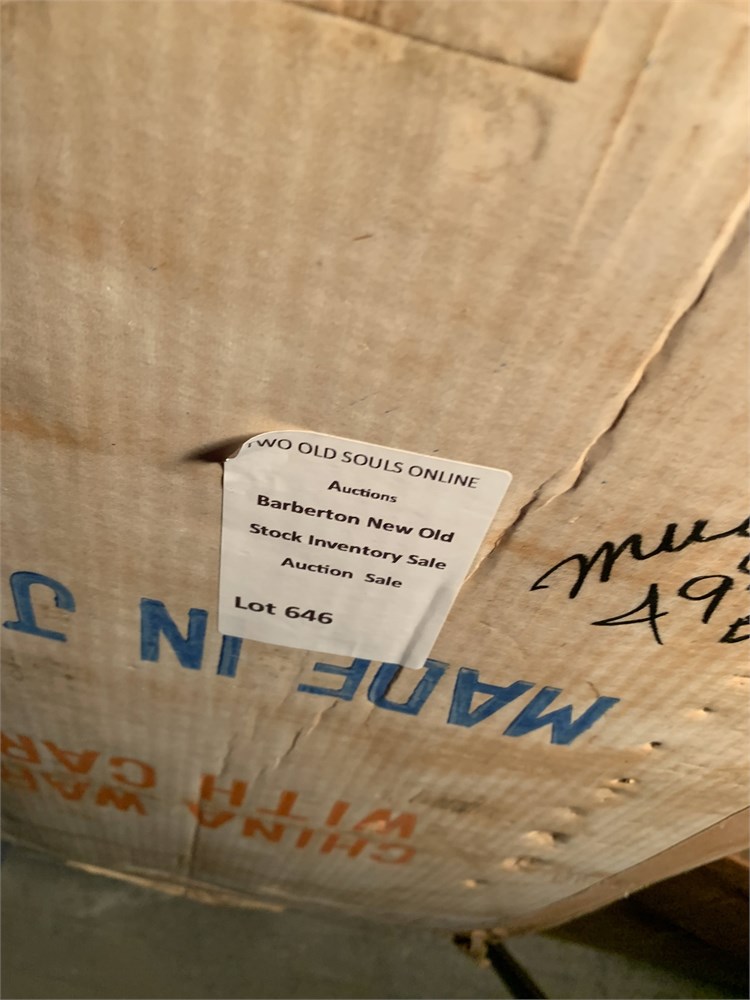 TWO OLD SOULS ONLINE
Auctions
Barberton New Old
Stock Inventory Sale
Auction Sale
Lot 646
MADE IN J
CHINA WAR
WITH CAR